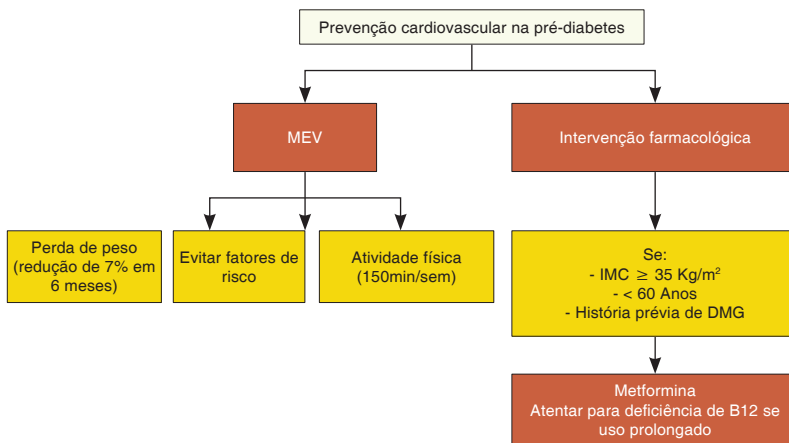 Prevenção cardiovascular na pré-diabetes
MEV
Intervenção farmacológica
Perda de peso
(redução de 7% em
6 meses)
Evitar fatores de
risco
Atividade física
(150min/sem)
Se:
- IMC ≥ 35 Kg/m²
- < 60 Anos
- História prévia de DMG
Metformina
Atentar para deficiência de B12 se
uso prolongado